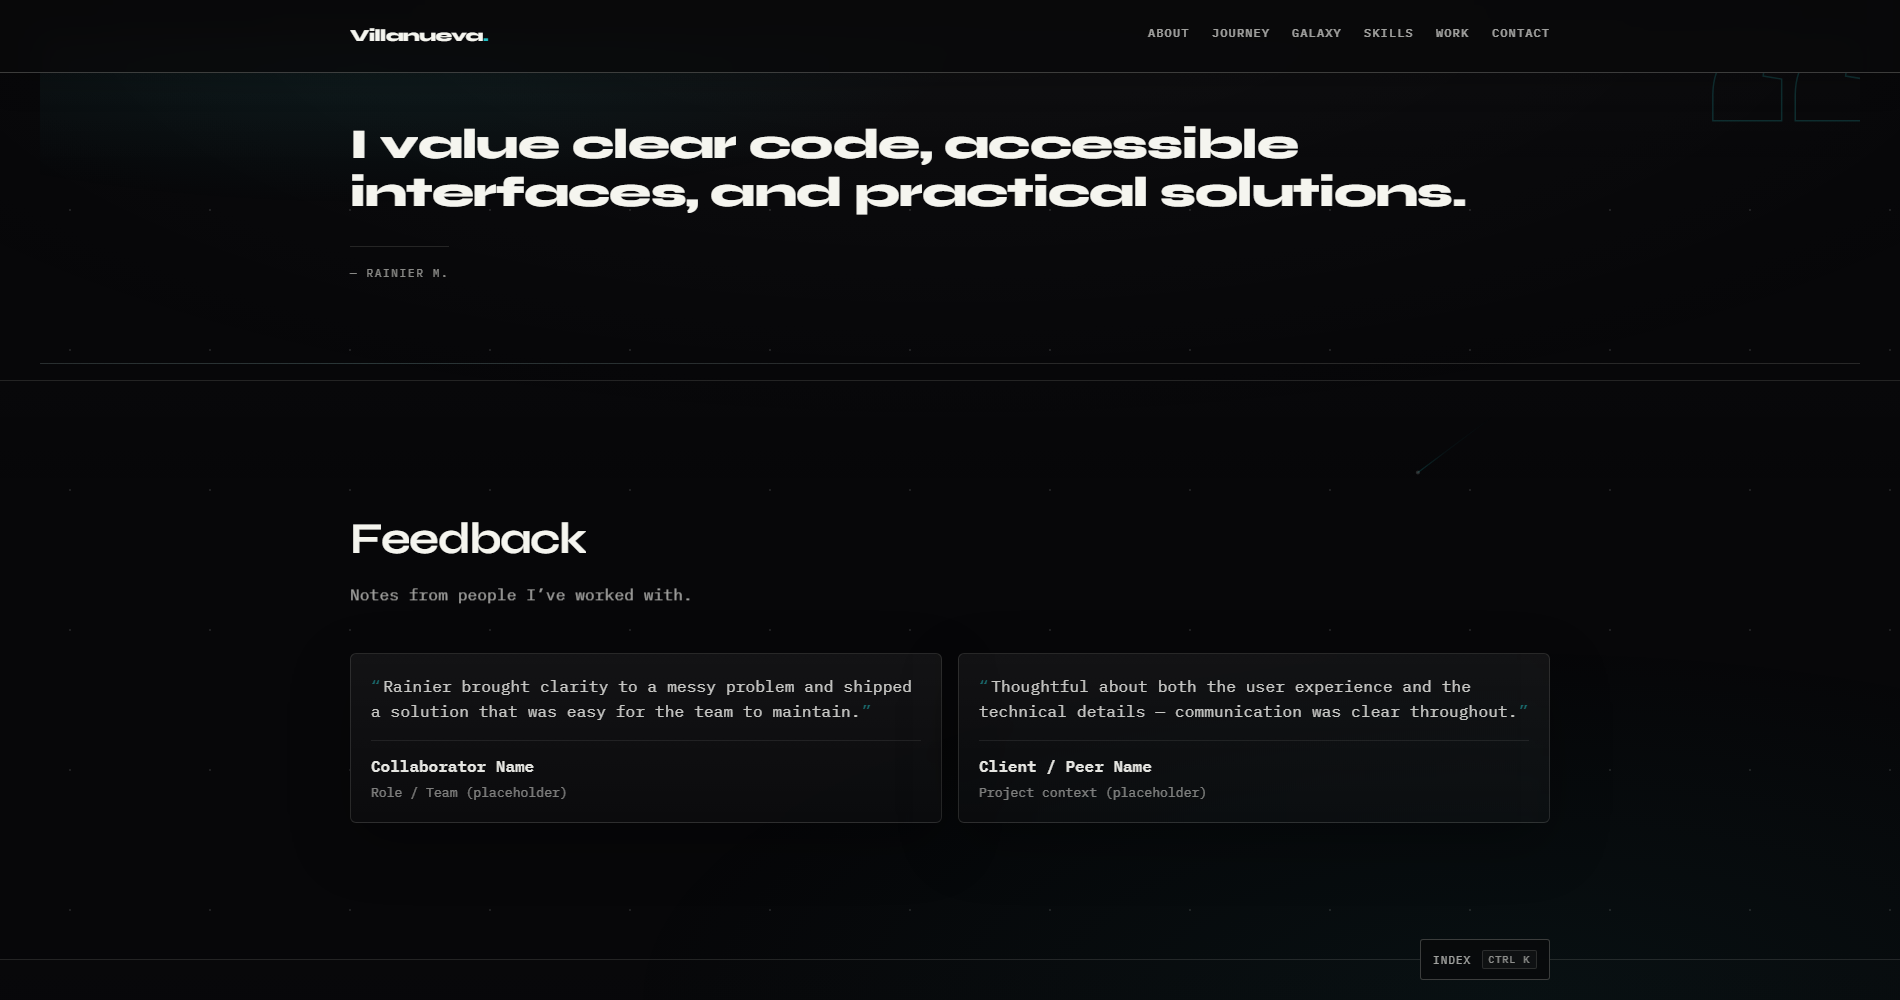 Villanueva.
ABOUT JOURNEY GALAXY SKILLS WORK CONTACT
I value clear code, accessible
interfaces, and practical solutions.
— RAINIER M.
Feedback
Notes from people I’ve worked with.
“Rainier brought clarity to a messy problem and shipped
a solution that was easy for the team to maintain.”
Collaborator Name
Role / Team (placeholder)
“Thoughtful about both the user experience and the
technical details — communication was clear throughout.”
Client / Peer Name
Project context (placeholder)
INDEX CTRL K